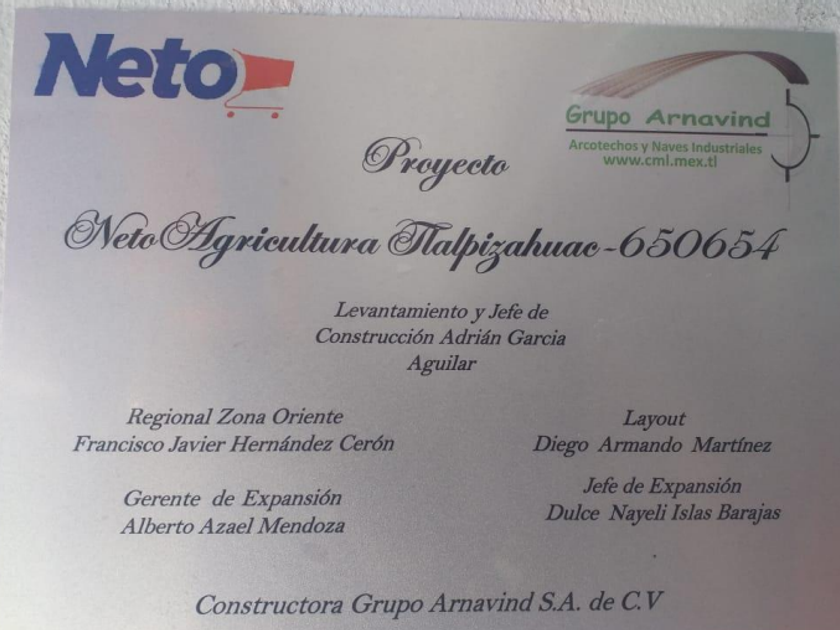 Neto
Grupo Arnavind
Arcotechos y Naves Industriales
www.cml.mex.tl
Proyecto
Neto Agricultura Tlalpizahuac-650654
Levantamiento y Jefe de
Construcción Adrián Garcia
Aguilar
Regional Zona Oriente
Francisco Javier Hernández Cerón
Layout
Diego Armando Martínez
Gerente de Expansión
Alberto Azael Mendoza
Jefe de Expansión
Dulce Nayeli Islas Barajas
Constructora Grupo Arnavind S.A. de C.V